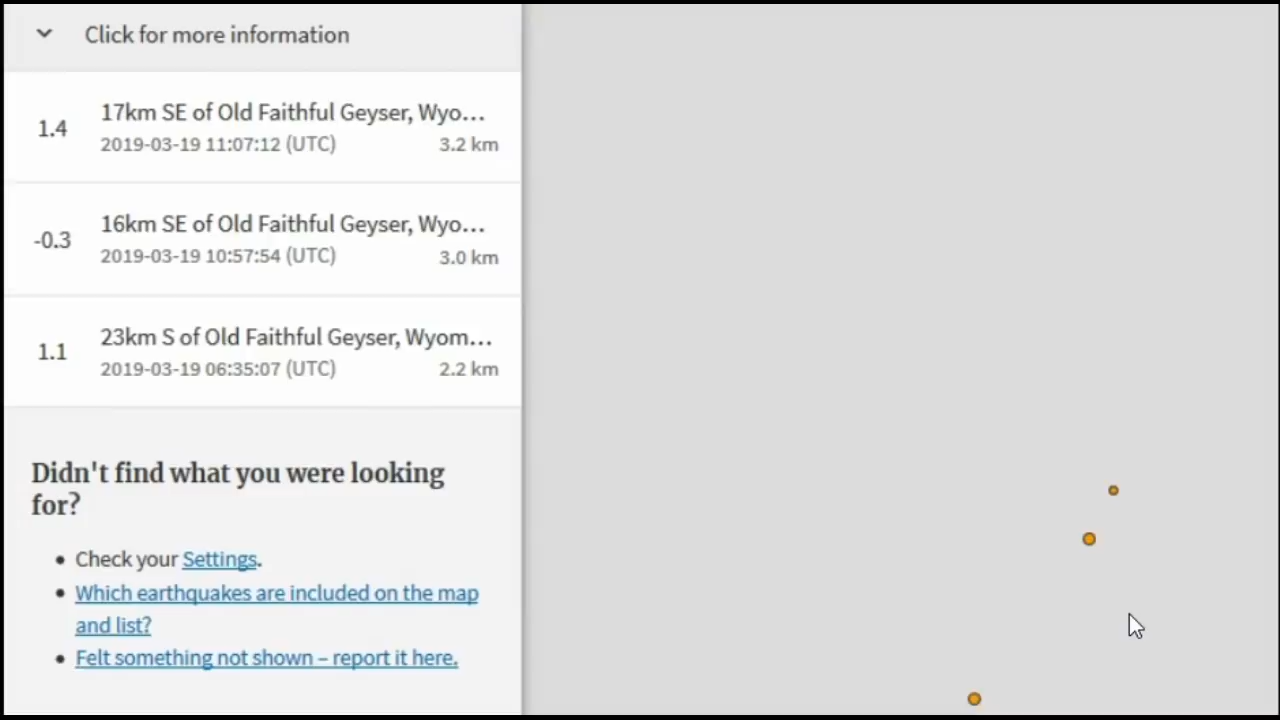 Click for more information
1.4
17km SE of Old Faithful Geyser, Wyo...
2019-03-19 11:07:12 (UTC) 3.2 km
-0.3
16km SE of Old Faithful Geyser, Wyo...
2019-03-19 10:57:54 (UTC) 3.0 km
1.1
23km S of Old Faithful Geyser, Wyom...
2019-03-19 06:35:07 (UTC) 2.2 km
Didn't find what you were looking
for?
• Check your Settings.
• Which earthquakes are included on the map
and list?
• Felt something not shown – report it here.